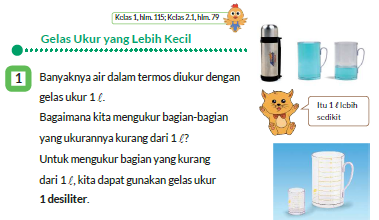 Kelas 1, hlm. 115; Kelas 2.1, hlm. 79
Gelas Ukur yang Lebih Kecil
1 Banyaknya air dalam termos diukur dengan
gelas ukur 1 ℓ.
Bagaimana kita mengukur bagian-bagian
yang ukurannya kurang dari 1 ℓ?
Untuk mengukur bagian yang kurang
dari 1 ℓ, kita dapat gunakan gelas ukur
1 desiliter.
Itu 1 ℓ lebih
sedikit